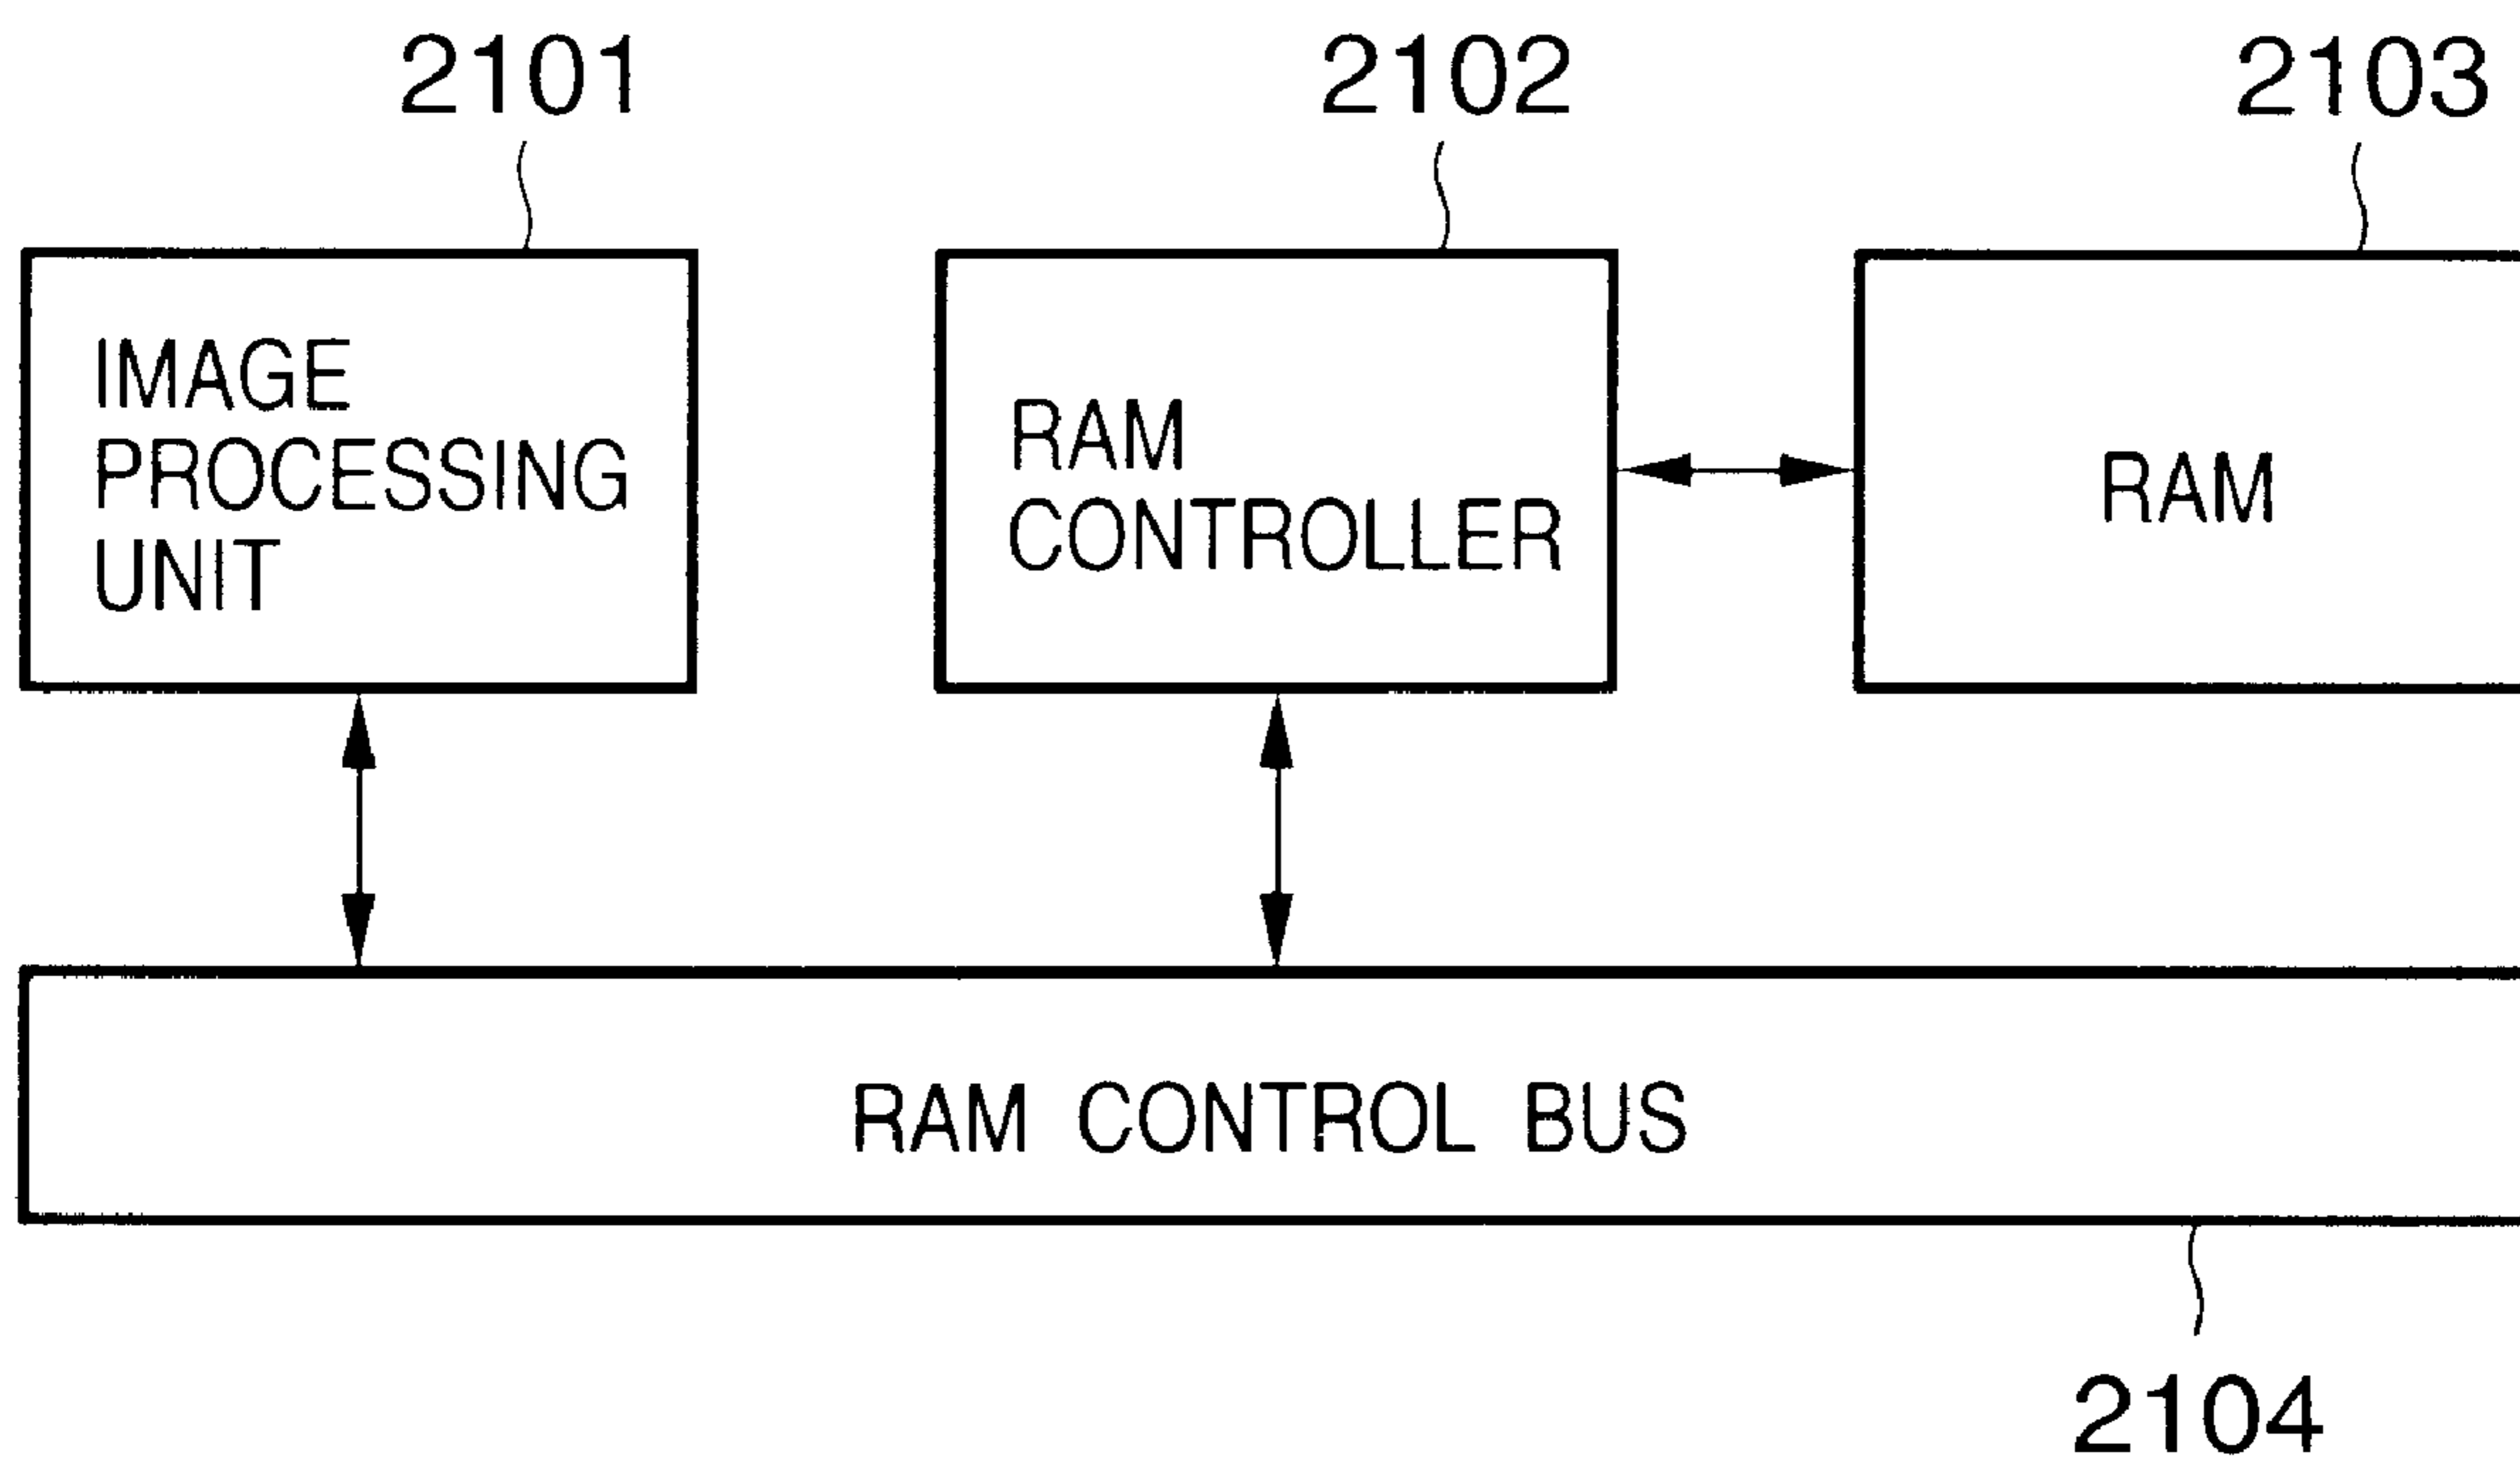 2101
2102
2103
IMAGE
PROCESSING
UNIT
RAM
CONTROLLER
RAM
RAM CONTROL BUS
2104